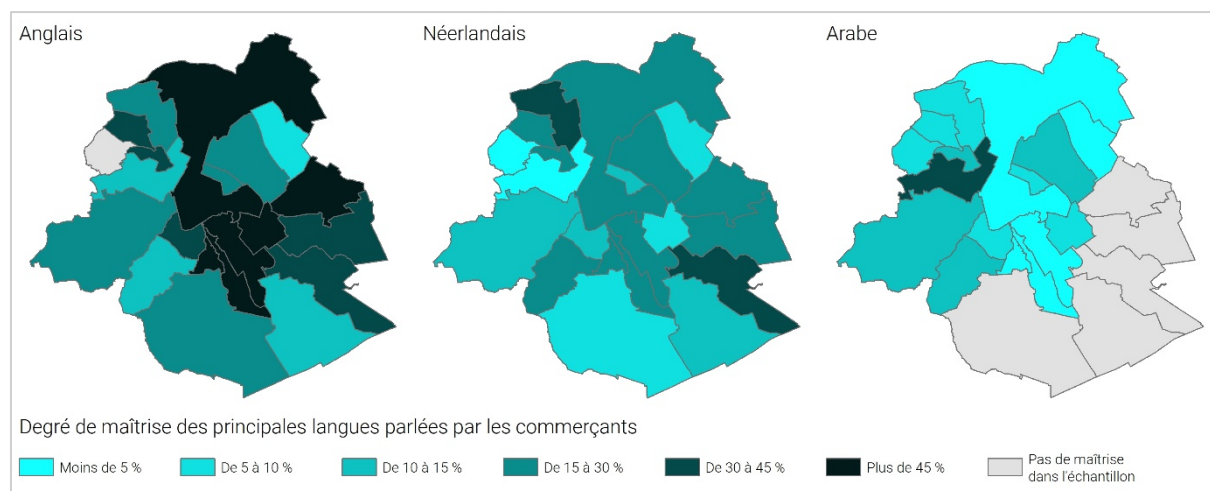 Anglais
Néerlandais
Arabe
Degré de maîtrise des principales langues parlées par les commerçants
Moins de 5 %
De 5 à 10 %
De 10 à 15 %
De 15 à 30 %
De 30 à 45 %
Plus de 45 %
Pas de maîtrise
dans l'échantillon